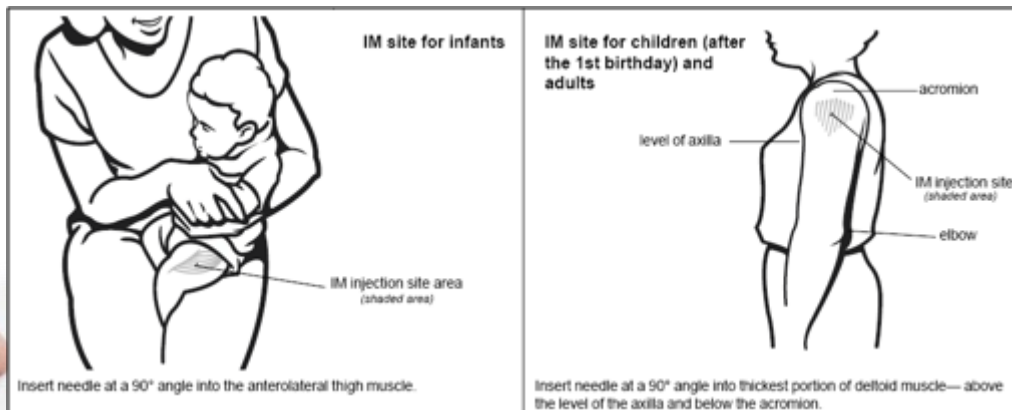 IM site for infants
IM injection site area
(shaded area)
Insert needle at a 90° angle into the anterolateral thigh muscle.
IM site for children (after
the 1st birthday) and
adults
acromion
level of axilla
IM injection site
(shaded area)
elbow
Insert needle at a 90° angle into thickest portion of deltoid muscle— above
the level of the axilla and below the acromion.